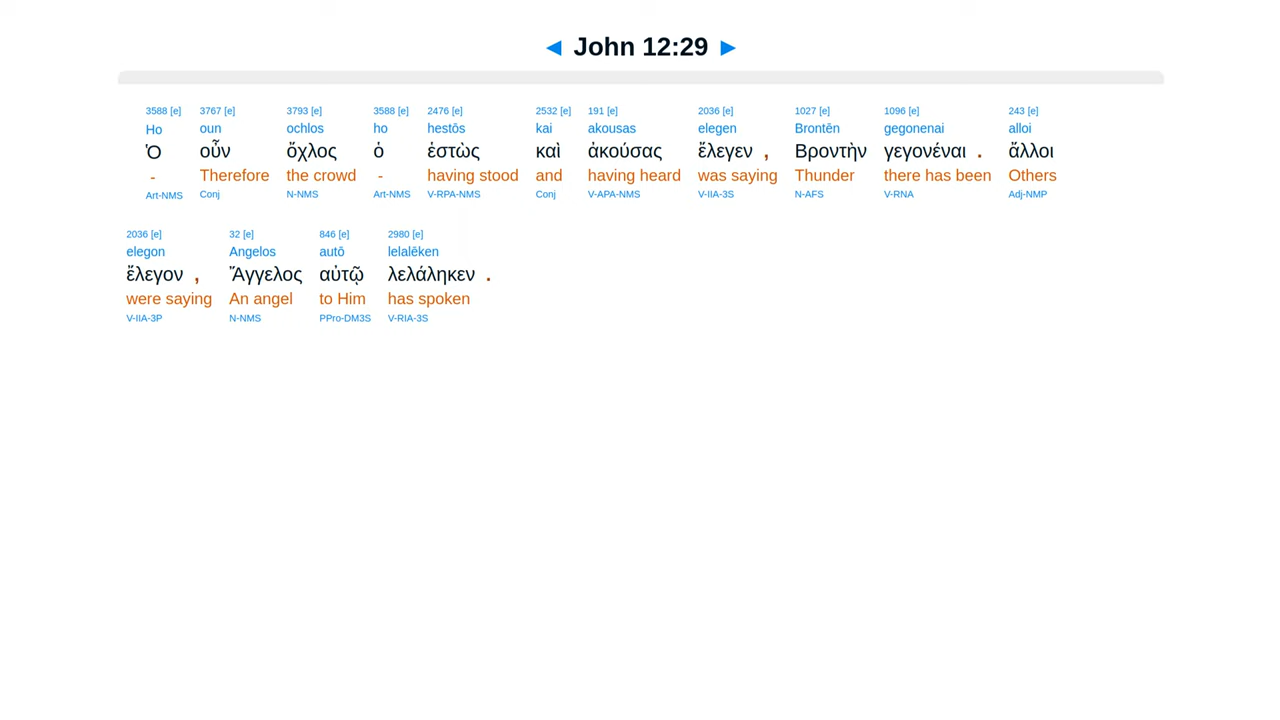 ◄ John 12:29 ►
3588 [e] 3767 [e] 3793 [e] 3588 [e] 2476 [e] 2532 [e] 191 [e] 2036 [e] 1027 [e] 1096 [e] 243 [e]
Ho oun ochlos ho hestōs kai akousas elegen Brontēn gegonenai alloi
Ὁ οὖν ὄχλος ὁ ἑστὼς καὶ ἀκούσας ἔλεγεν , Βροντὴν γεγονέναι . ἄλλοι
- Therefore the crowd - having stood and having heard was saying Thunder there has been Others
Art-NMS Conj N-NMS Art-NMS V-RPA-NMS Conj V-APA-NMS V-IIA-3S N-AFS V-RNA Adj-NMP
2036 [e] 32 [e] 846 [e] 2980 [e]
elegon Angelos autō lelalēken
ἔλεγον , Ἄγγελος αὐτῷ λελάληκεν .
were saying An angel to Him has spoken
V-IIA-3P N-NMS PPro-DM3S V-RIA-3S